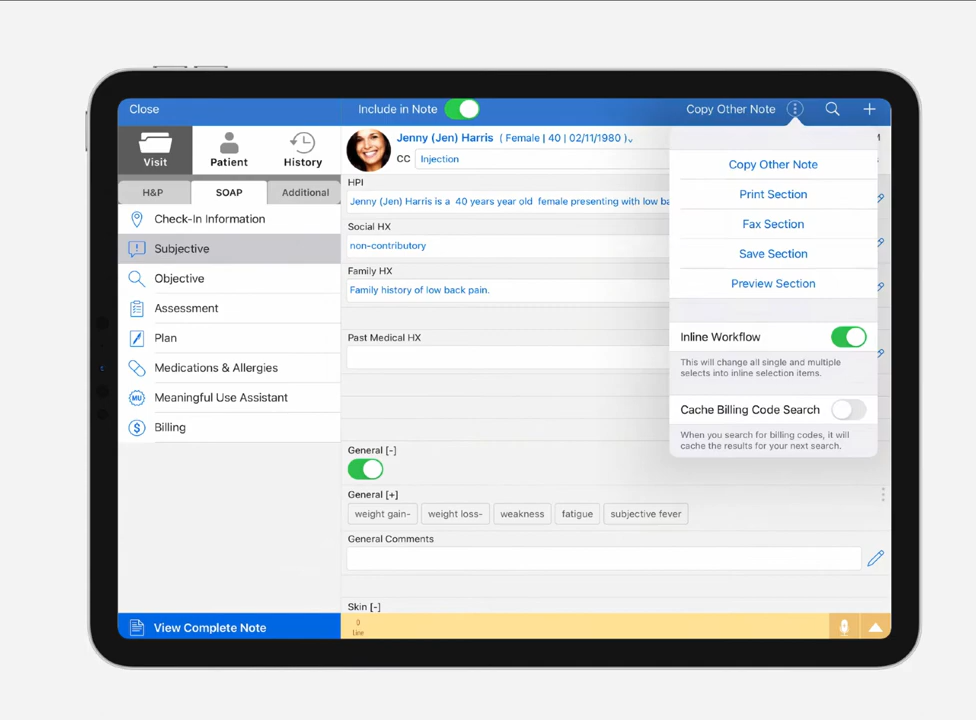 Close
Include in Note
Copy Other Note
Visit
Patient
History
H&P
SOAP
Additional
Check-In Information
Subjective
Objective
Assessment
Plan
Medications & Allergies
MU
Meaningful Use Assistant
$
Billing
View Complete Note
Jenny (Jen) Harris ( Female | 40 | 02/11/1980 )
M
CC
Injection
HPI
Jenny (Jen) Harris is a 40 years year old female presenting with low ba
Social HX
non-contributory
Family HX
Family history of low back pain.
Past Medical HX
General [-]
General [+]
weight gain-
weight loss-
weakness
fatigue
subjective fever
General Comments
Skin [-]
0
Line
Copy Other Note
Print Section
Fax Section
Save Section
Preview Section
Inline Workflow
This will change all single and multiple
selects into inline selection items.
Cache Billing Code Search
When you search for billing codes, it will
cache the results for your next search.